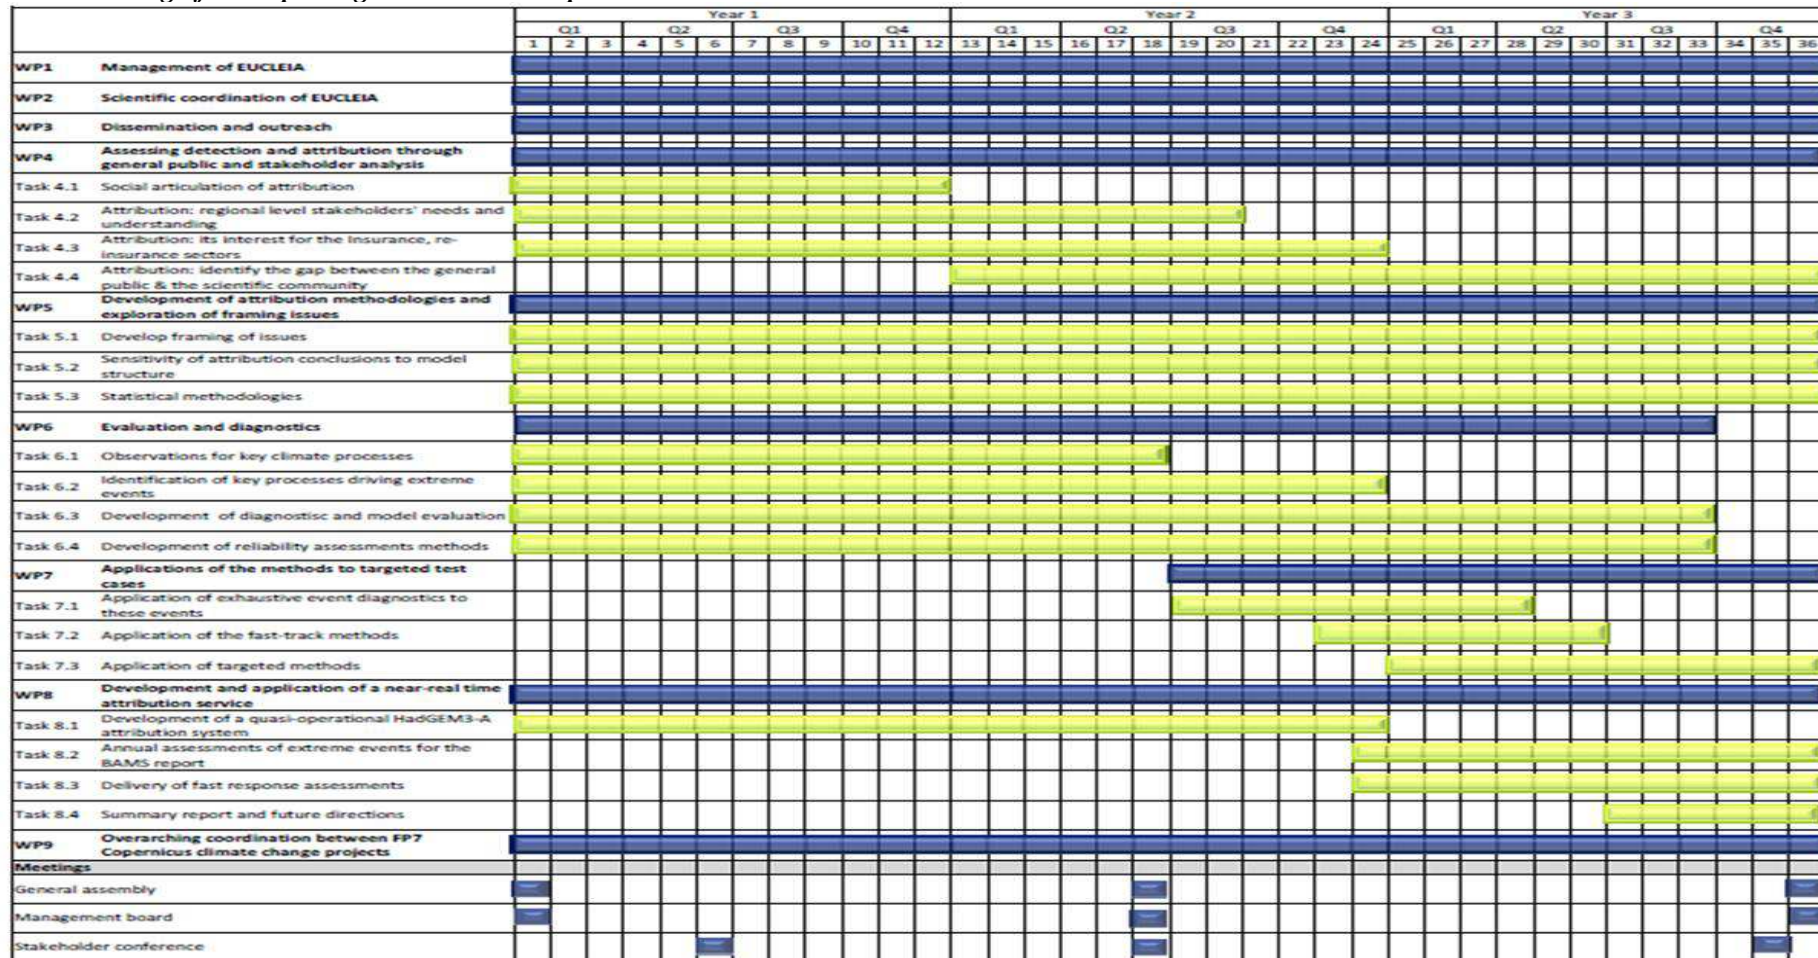 Year 1 Year 2 Year 3
Q1 Q2 Q3 Q4 Q1 Q2 Q3 Q4 Q1 Q2 Q3 Q4
1 2 3 4 5 6 7 8 9 10 11 12 13 14 15 16 17 18 19 20 21 22 23 24 25 26 27 28 29 30 31 32 33 34 35 36
WP1 Management of EUCLEIA
WP2 Scientific coordination of EUCLEIA
WP3 Dissemination and outreach
WP4 Assessing detection and attribution through
general public and stakeholder analysis
Task 4.1 Social articulation of attribution
Task 4.2 Attribution: regional level stakeholders' needs and
understanding
Task 4.3 Attribution: its interest for the Insurance, re-
insurance sectors
Task 4.4 Attribution: identify the gap between the general
public & the scientific community
WP5 Development of attribution methodologies and
exploration of framing issues
Task 5.1 Develop framing of issues
Task 5.2 Sensitivity of attribution conclusions to model
structure
Task 5.3 Statistical methodologies
WP6 Evaluation and diagnostics
Task 6.1 Observations for key climate processes
Task 6.2 Identification of key processes driving extreme
events
Task 6.3 Development of diagnostisc and model evaluation
Task 6.4 Development of reliability assessments methods
WP7 Applications of the methods to targeted test
cases
Task 7.1 Application of exhaustive event diagnostics to
these events
Task 7.2 Application of the fast-track methods
Task 7.3 Application of targeted methods
WP8 Development and application of a near-real time
attribution service
Task 8.1 Development of a quasi-operational HadGEM3-A
attribution system
Task 8.2 Annual assessments of extreme events for the
BAMS report
Task 8.3 Delivery of fast response assessments
Task 8.4 Summary report and future directions
WP9 Overarching coordination between FP7
Copernicus climate change projects
Meetings
General assembly
Management board
Stakeholder conference